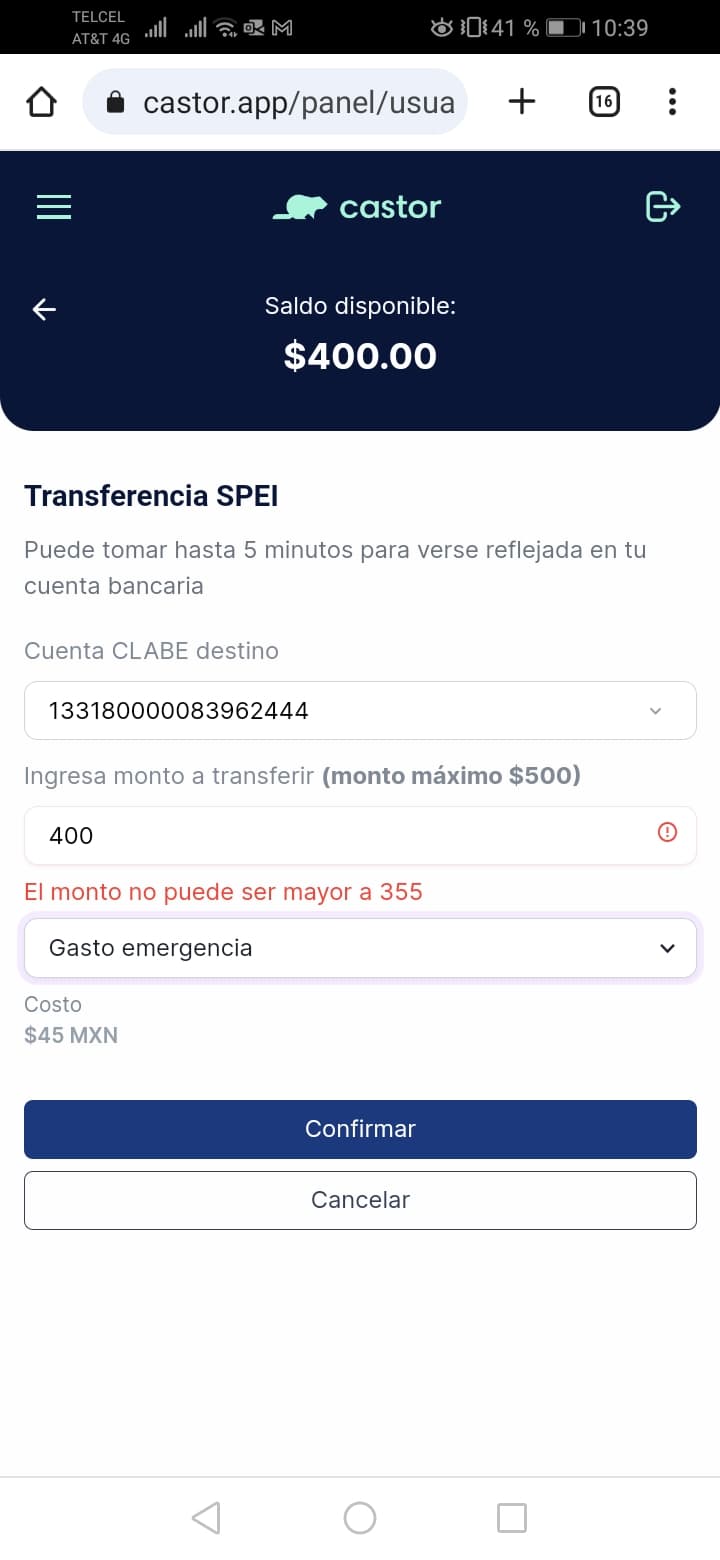 TELCEL
AT&T 4G
41 %
10:39
castor.app/panel/usua
16
castor
Saldo disponible:
$400.00
Transferencia SPEI
Puede tomar hasta 5 minutos para verse reflejada en tu
cuenta bancaria
Cuenta CLABE destino
133180000083962444
Ingresa monto a transferir (monto máximo $500)
400
El monto no puede ser mayor a 355
Gasto emergencia
Costo
$45 MXN
Confirmar
Cancelar